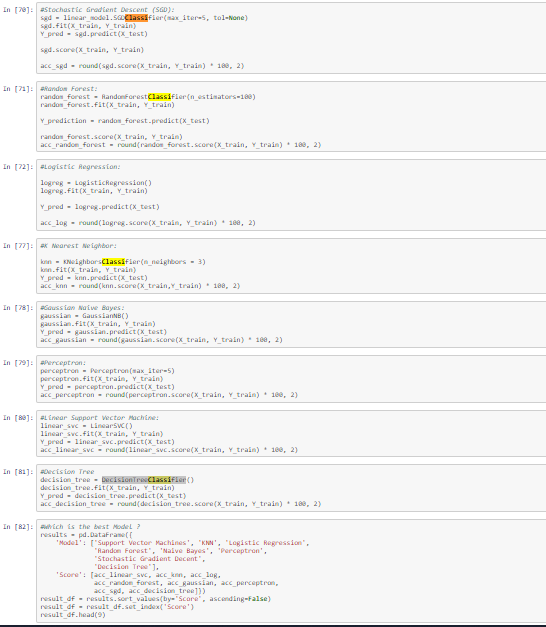 In [70]:
#Stochastic Gradient Descent (SGD):
sgd = linear_model.SGDClassifier(max_iter=5, tol=None)
sgd.fit(X_train, Y_train)
Y_pred = sgd.predict(X_test)
sgd.score(X_train, Y_train)
acc_sgd = round(sgd.score(X_train, Y_train) * 100, 2)
In [71]:
#Random Forest:
random_forest = RandomForestClassifier(n_estimators=100)
random_forest.fit(X_train, Y_train)
Y_prediction = random_forest.predict(X_test)
random_forest.score(X_train, Y_train)
acc_random_forest = round(random_forest.score(X_train, Y_train) * 100, 2)
In [72]:
#Logistic Regression:
logreg = LogisticRegression()
logreg.fit(X_train, Y_train)
Y_pred = logreg.predict(X_test)
acc_log = round(logreg.score(X_train, Y_train) * 100, 2)
In [77]:
#K Nearest Neighbor:
knn = KNeighborsClassifier(n_neighbors = 3)
knn.fit(X_train, Y_train)
Y_pred = knn.predict(X_test)
acc_knn = round(knn.score(X_train,Y_train) * 100, 2)
In [78]:
#Gaussian Naive Bayes:
gaussian = GaussianNB()
gaussian.fit(X_train, Y_train)
Y_pred = gaussian.predict(X_test)
acc_gaussian = round(gaussian.score(X_train, Y_train) * 100, 2)
In [79]:
#Perceptron:
perceptron = Perceptron(max_iter=5)
perceptron.fit(X_train, Y_train)
Y_pred = perceptron.predict(X_test)
acc_perceptron = round(perceptron.score(X_train, Y_train) * 100, 2)
In [80]:
#Linear Support Vector Machine:
linear_svc = LinearSVC()
linear_svc.fit(X_train, Y_train)
Y_pred = linear_svc.predict(X_test)
acc_linear_svc = round(linear_svc.score(X_train, Y_train) * 100, 2)
In [81]:
#Decision Tree
decision_tree = DecisionTreeClassifier()
decision_tree.fit(X_train, Y_train)
Y_pred = decision_tree.predict(X_test)
acc_decision_tree = round(decision_tree.score(X_train, Y_train) * 100, 2)
In [82]:
#Which is the best Model ?
results = pd.DataFrame({
'Model': ['Support Vector Machines', 'KNN', 'Logistic Regression',
'Random Forest', 'Naive Bayes', 'Perceptron',
'Stochastic Gradient Decent',
'Decision Tree'],
'Score': [acc_linear_svc, acc_knn, acc_log,
acc_random_forest, acc_gaussian, acc_perceptron,
acc_sgd, acc_decision_tree]})
result_df = results.sort_values(by='Score', ascending=False)
result_df = result_df.set_index('Score')
result_df.head(9)